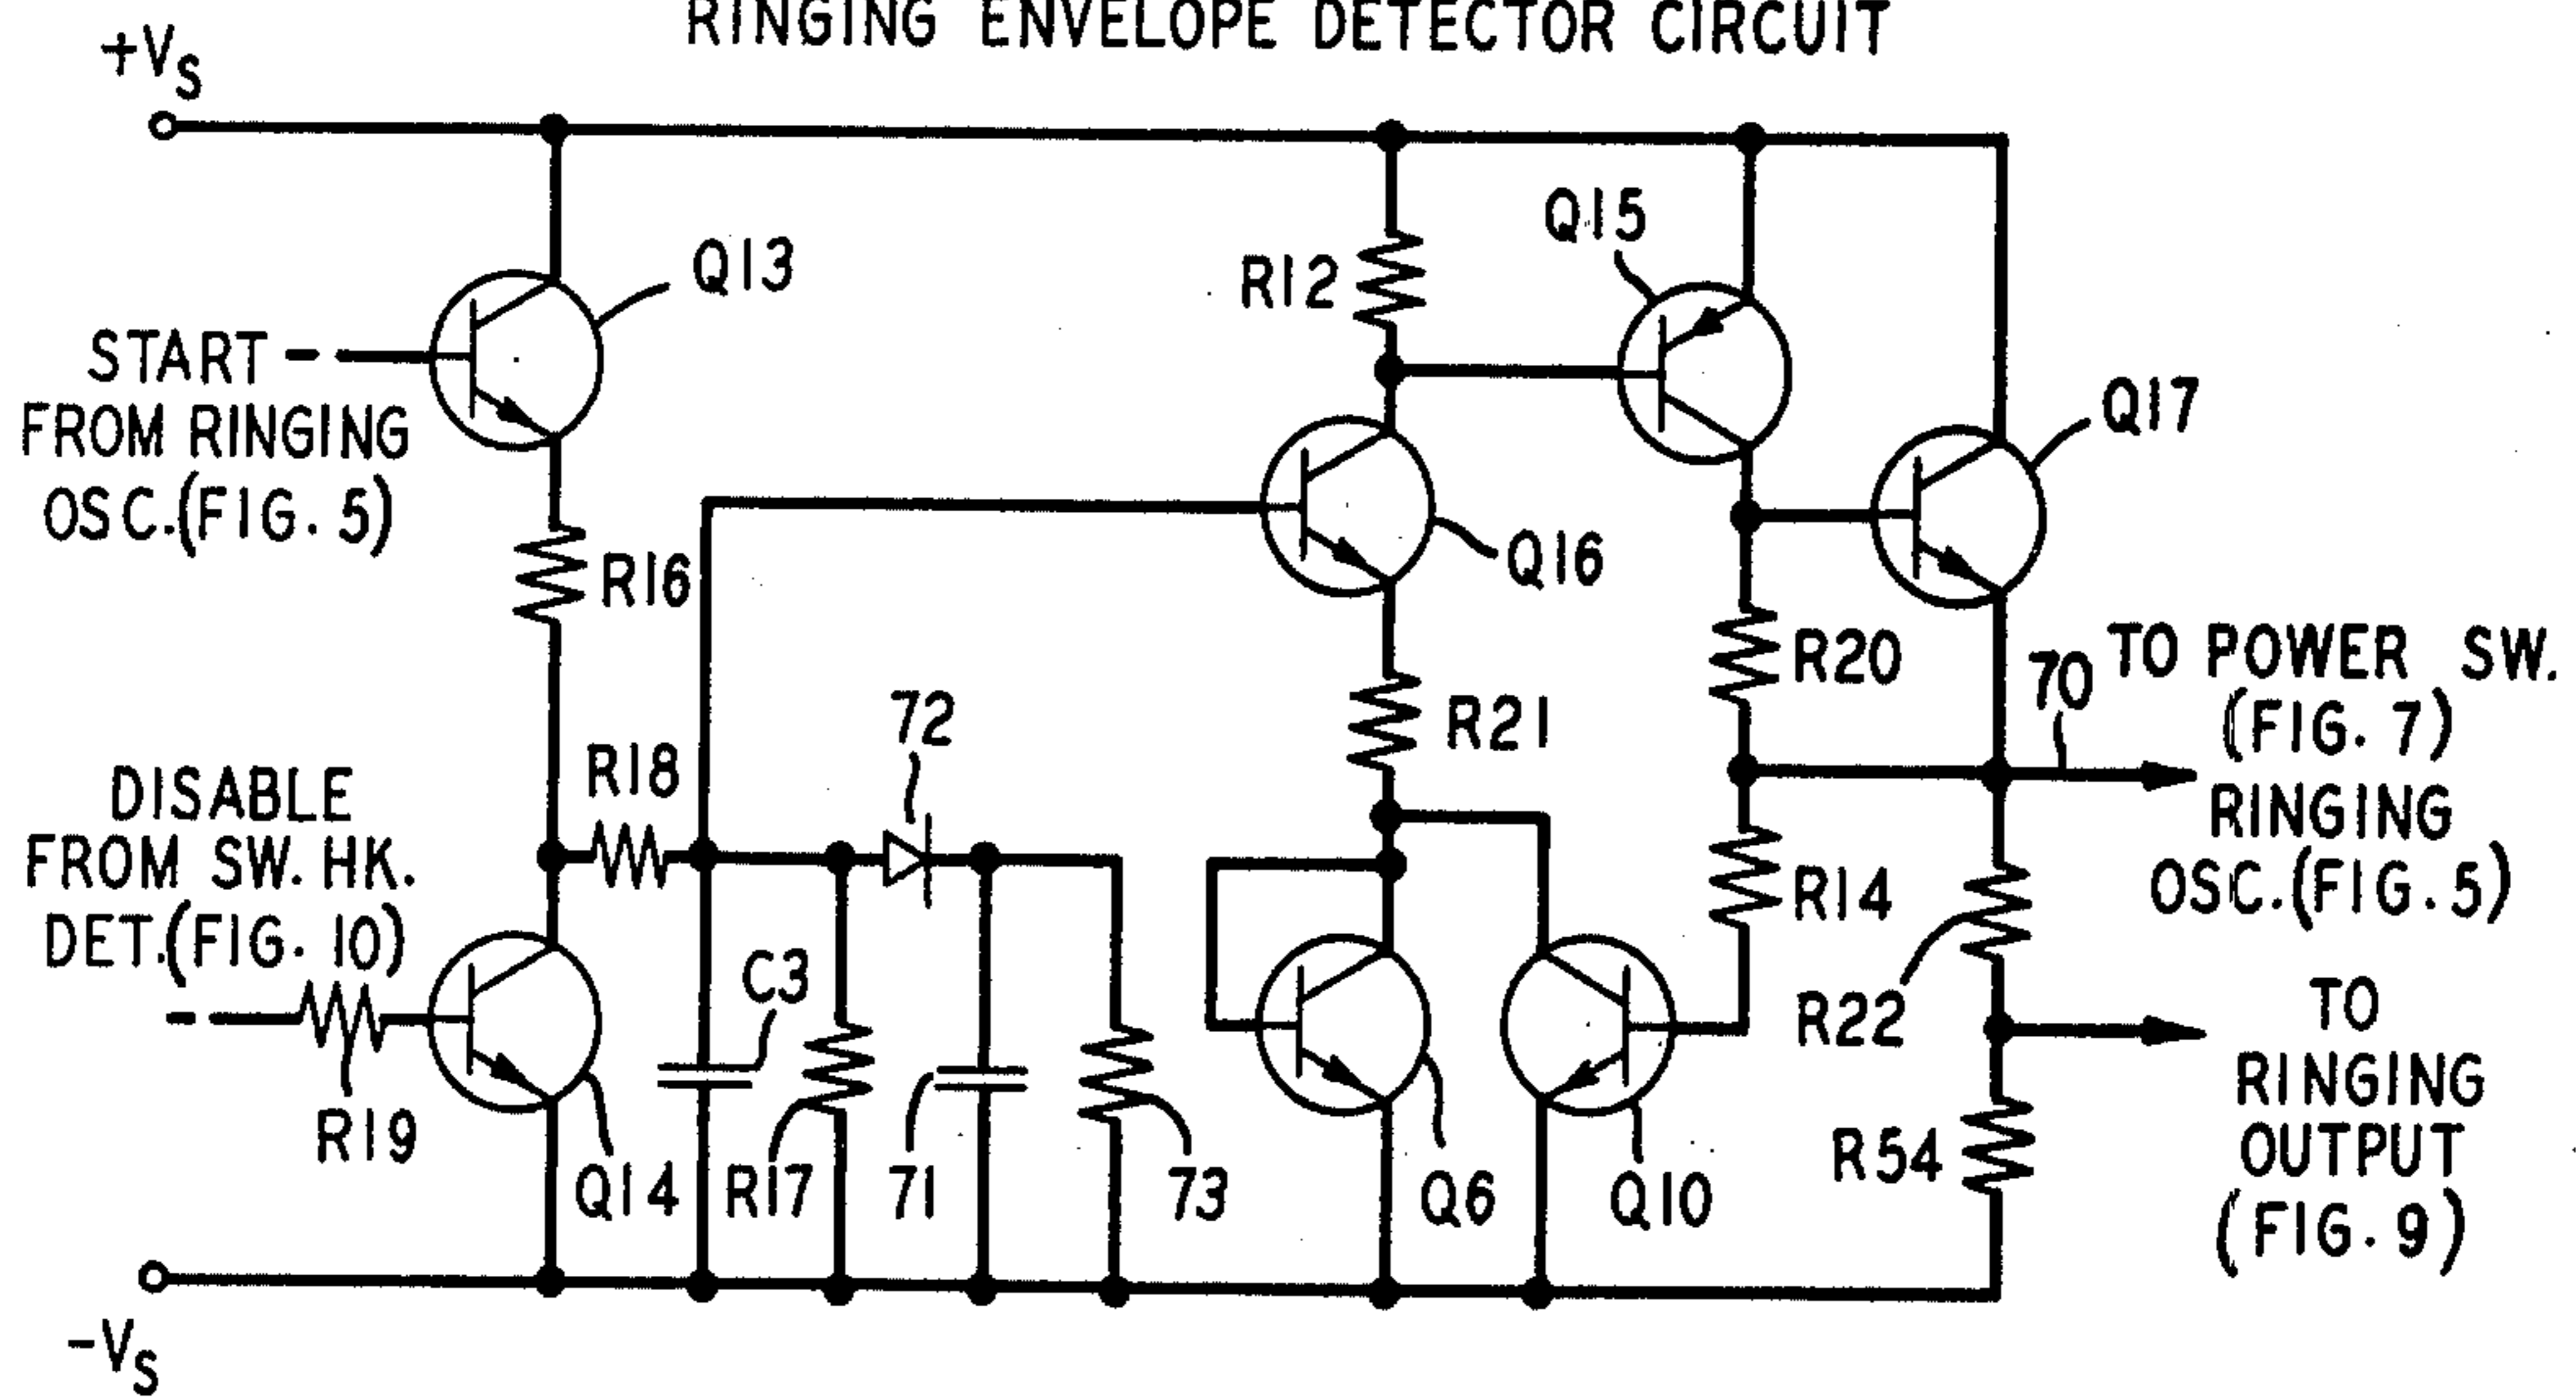 RINGING ENVELOPE DETECTOR CIRCUIT
+VS
Q13
START
FROM RINGING
OSC.(FIG. 5)
R16
R12
Q15
Q17
Q16
R20
R21
70
TO POWER SW.
(FIG. 7)
RINGING
OSC.(FIG. 5)
72
R18
DISABLE
FROM SW. HK.
DET.(FIG. 10)
R19
Q14
C3
R17
71
73
Q6
Q10
R14
R22
R54
TO
RINGING
OUTPUT
(FIG. 9)
-VS